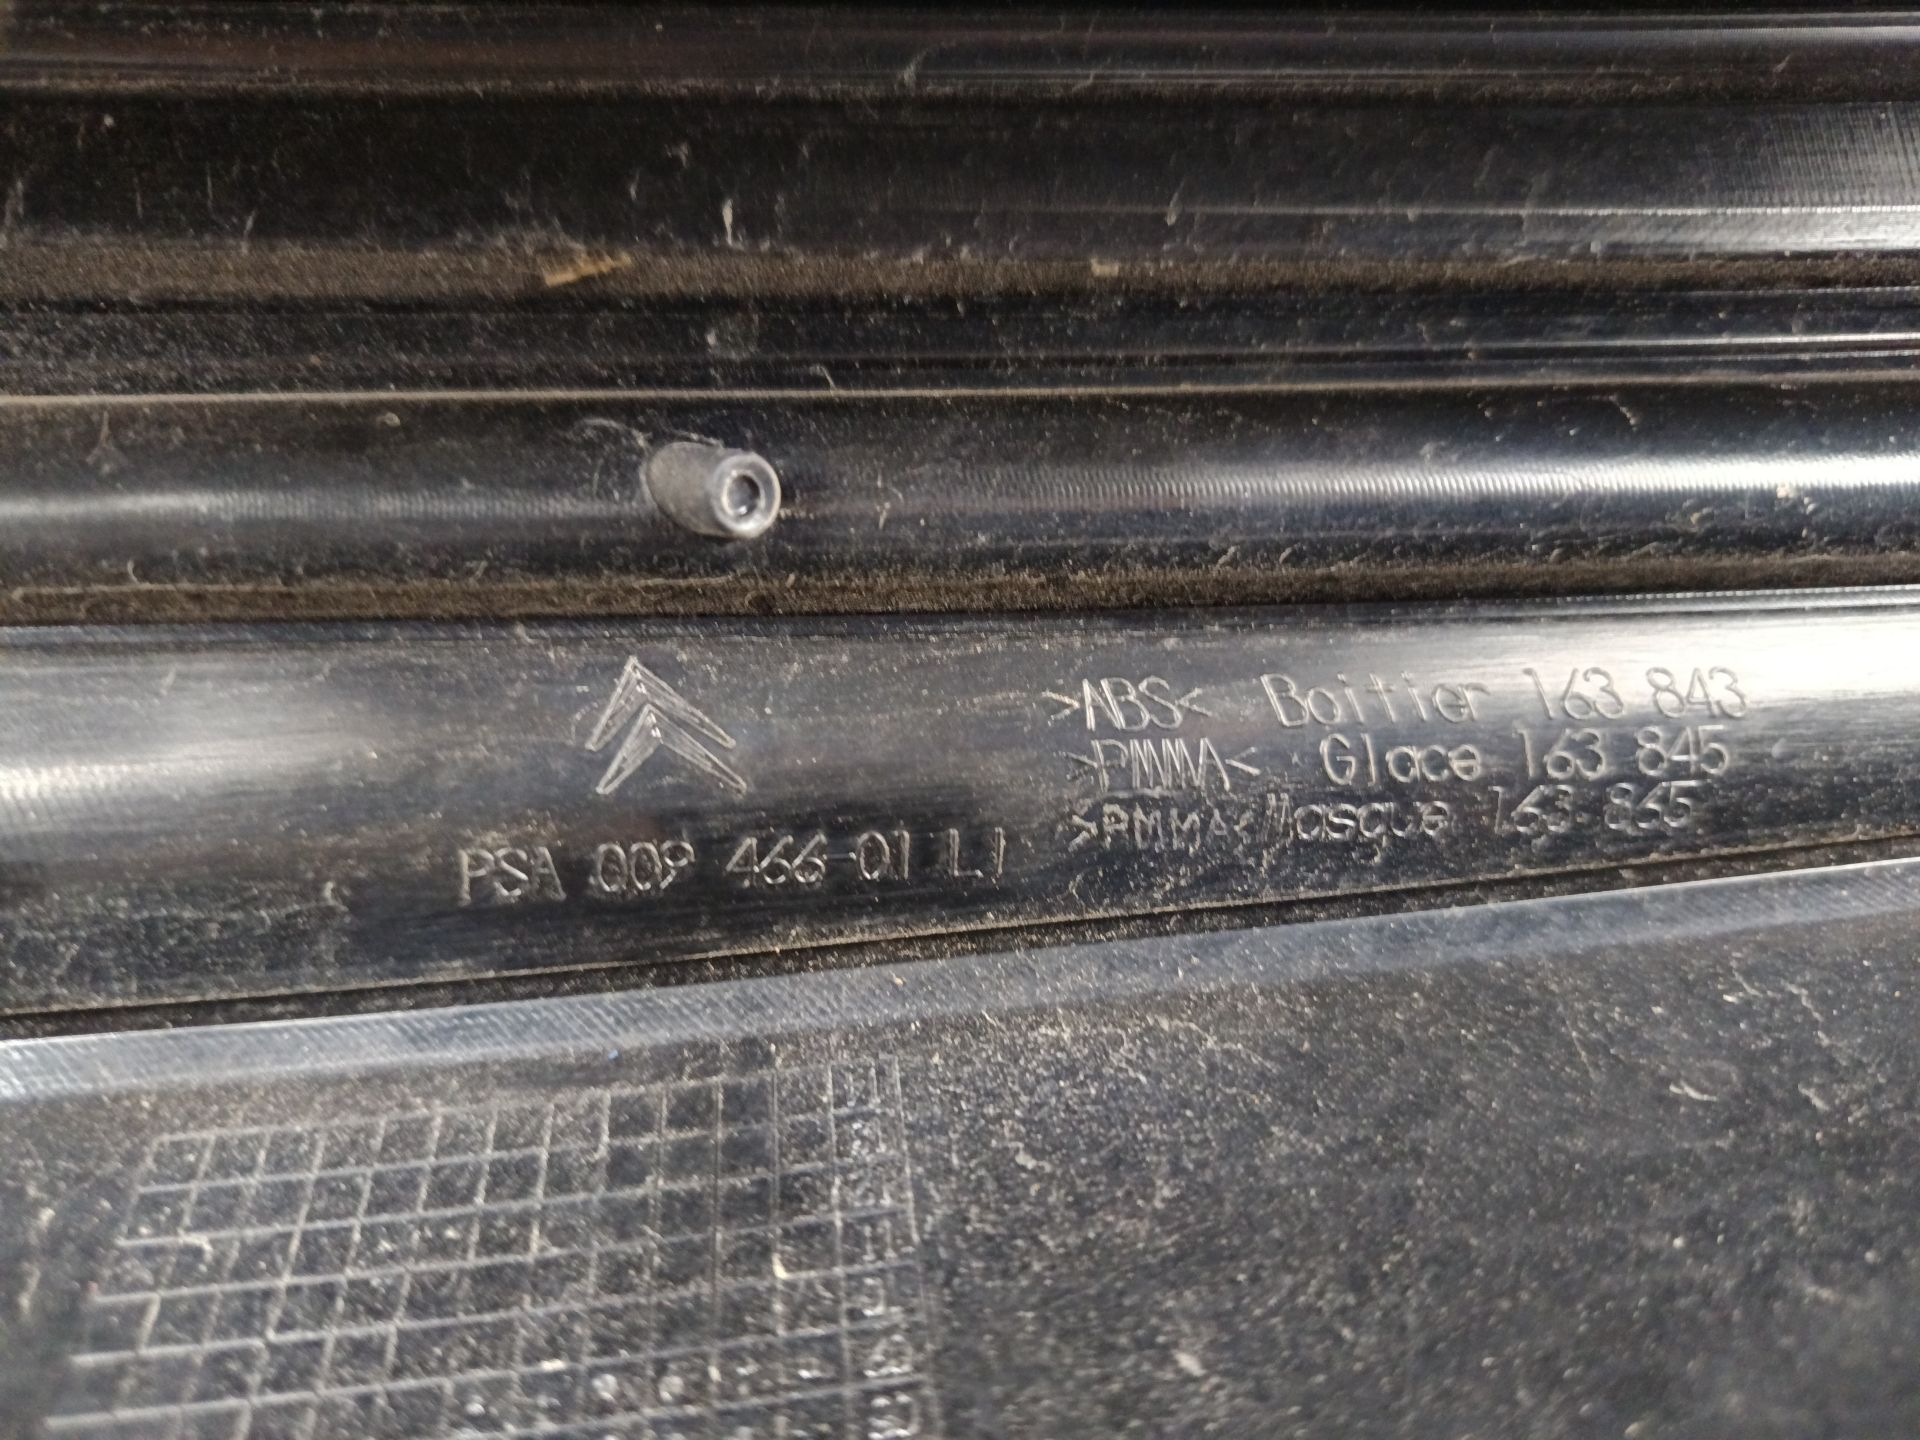 PSA 009 466-01 LI
>ABS< Boitier 163 843
>PMMA< Glace 163 845
>PMMA< Masque 163 865